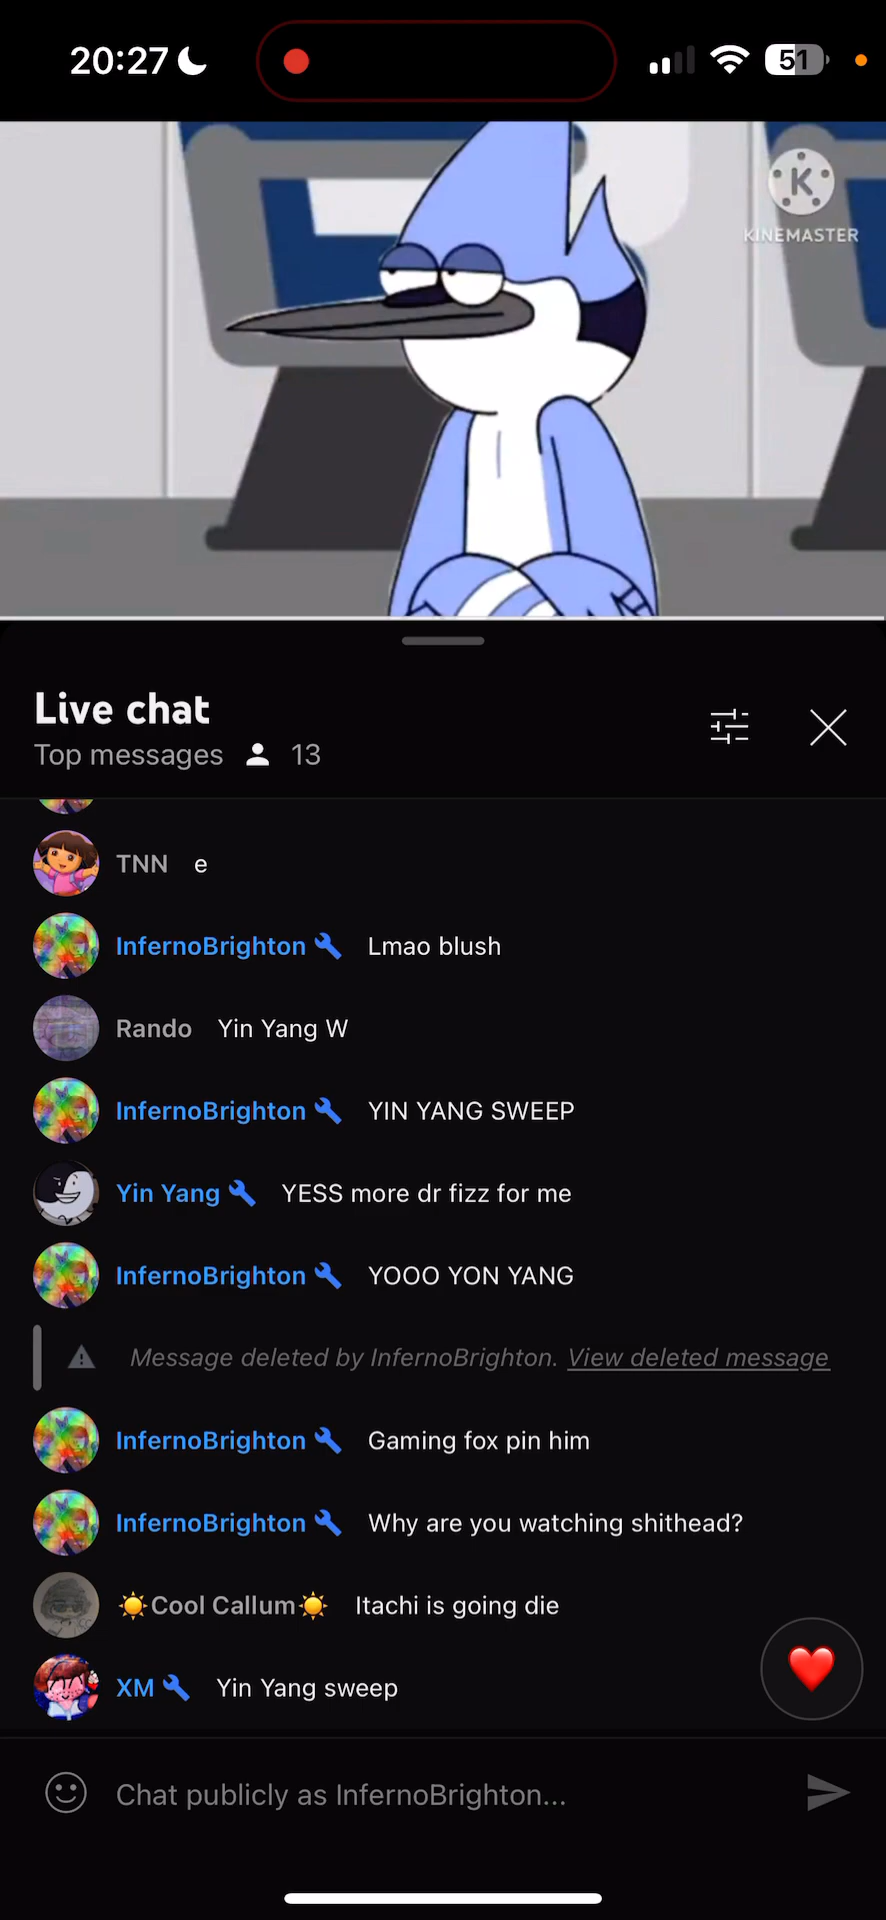 20:27
51
K
KINEMASTER
Live chat
Top messages 13
TNN e
InfernoBrighton Lmao blush
Rando Yin Yang W
InfernoBrighton YIN YANG SWEEP
Yin Yang YESS more dr fizz for me
InfernoBrighton YOOO YON YANG
Message deleted by InfernoBrighton. View deleted message
InfernoBrighton Gaming fox pin him
InfernoBrighton Why are you watching shithead?
☀️Cool Callum☀️ Itachi is going die
XM Yin Yang sweep
Chat publicly as InfernoBrighton...